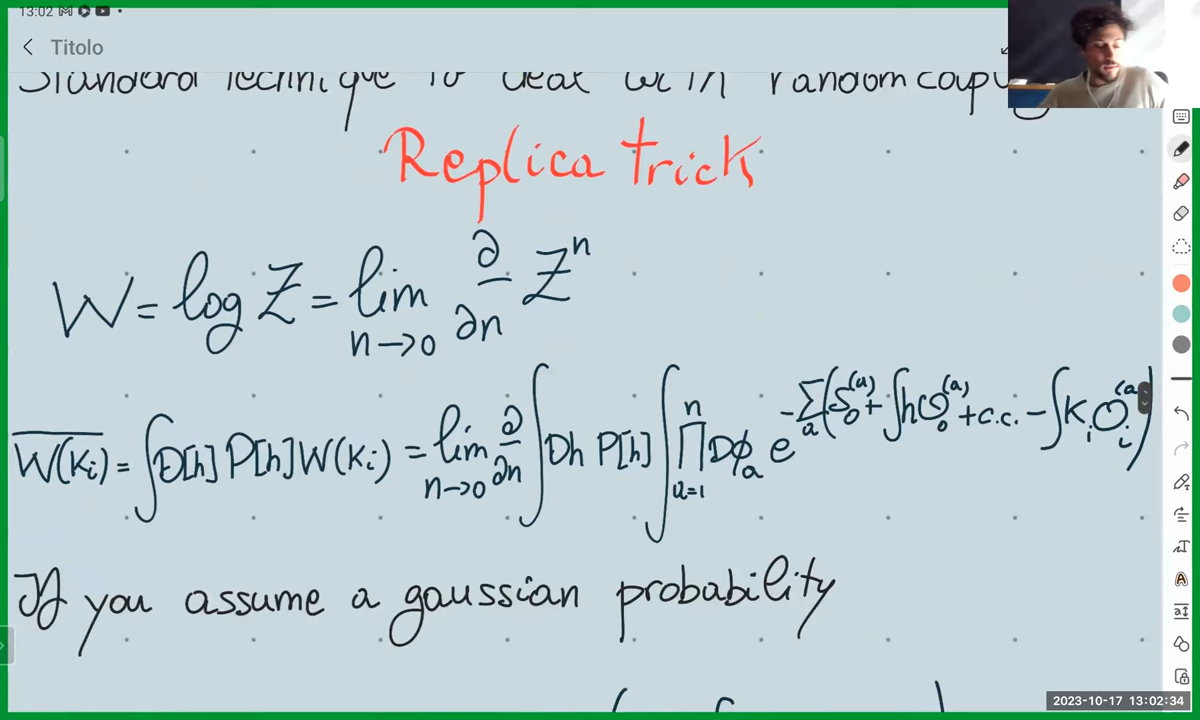 13:02
Titolo
Standard technique to deal with random coupling
Replica trick
W = log Z = lim_{n→0} ∂/∂n Z^n
\overline{W(K_i)} = ∫D[h] P[h] W(K_i) = lim_{n→0} ∂/∂n ∫Dh P[h] ∫∏_{a=1}^{n} Dϕ_a e^{-∑_a (S_0^{(a)} + ∫h O_0^{(a)} + c.c. - ∫K_i O_i^{(a)})}
If you assume a gaussian probability
2023-10-17 13:02:34